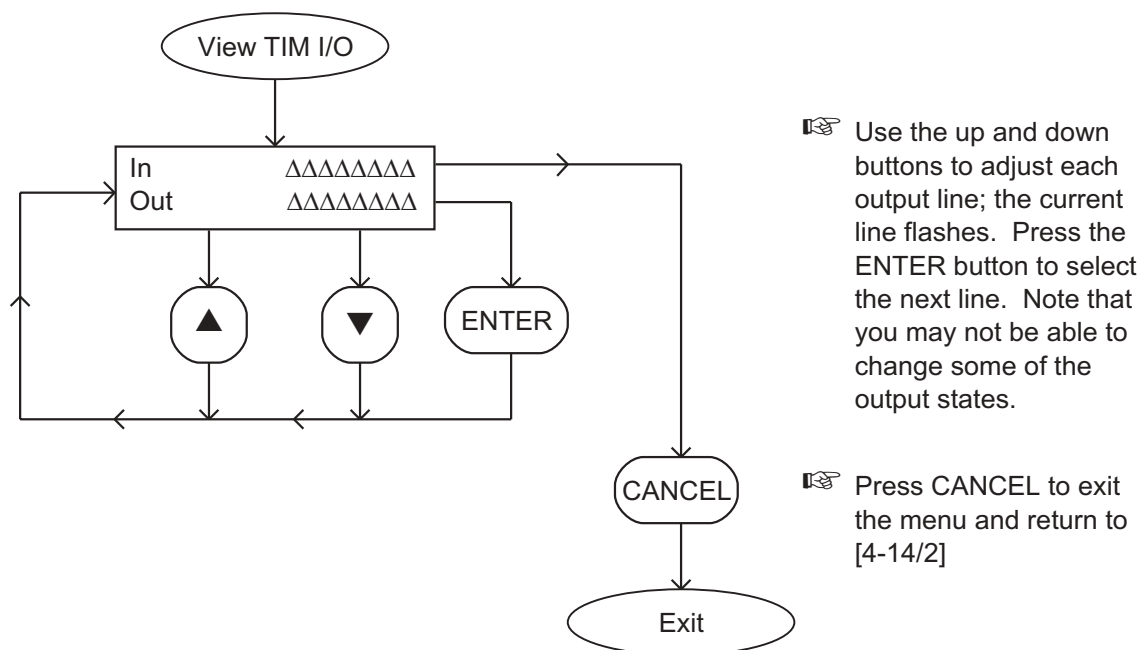 View TIM I/O
In ΔΔΔΔΔΔΔΔ
Out ΔΔΔΔΔΔΔΔ
▲ ▼ ENTER
CANCEL
Exit
☞ Use the up and down
buttons to adjust each
output line; the current
line flashes. Press the
ENTER button to select
the next line. Note that
you may not be able to
change some of the
output states.
☞ Press CANCEL to exit
the menu and return to
[4-14/2]